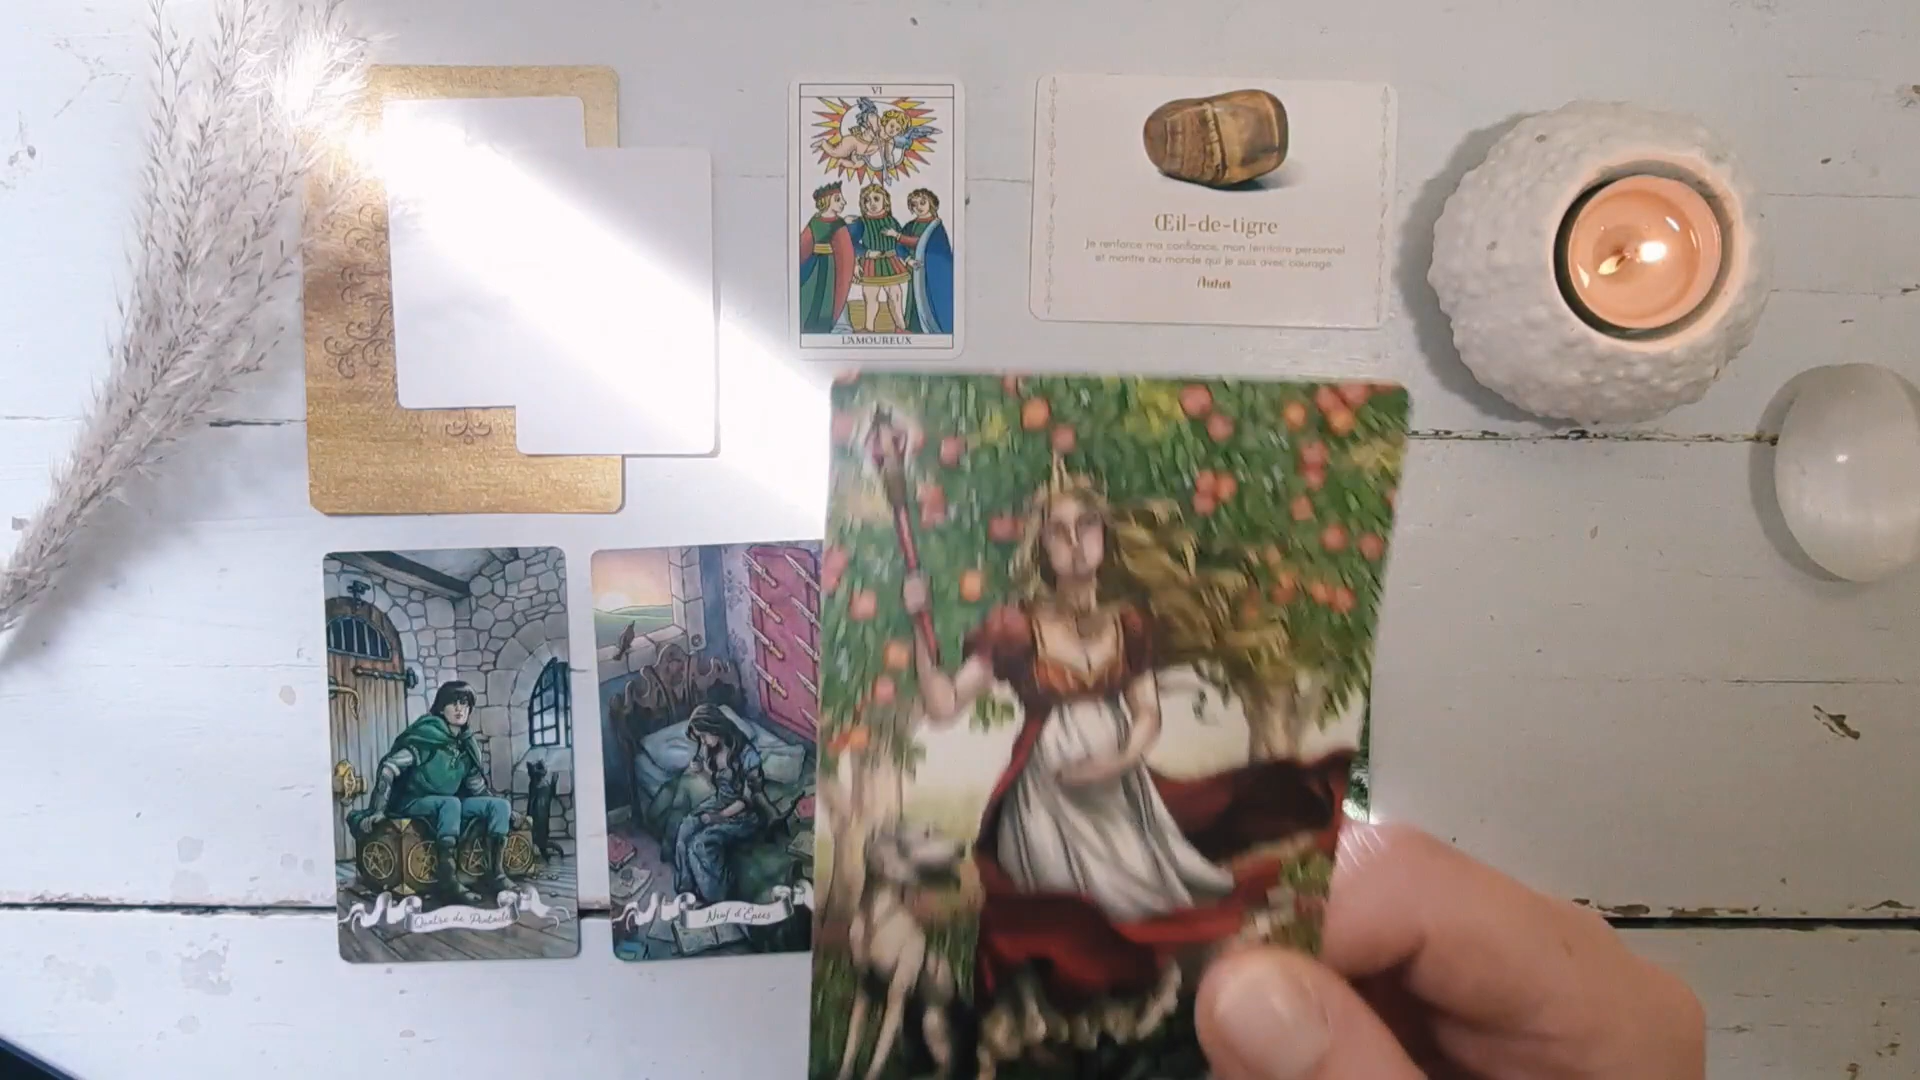 VI
L'AMOUREUX
Œil-de-tigre
Je renforce ma confiance, mon territoire personnel
et montre au monde qui je suis avec courage.
Quatre de Pentacles
Neuf d'Épées